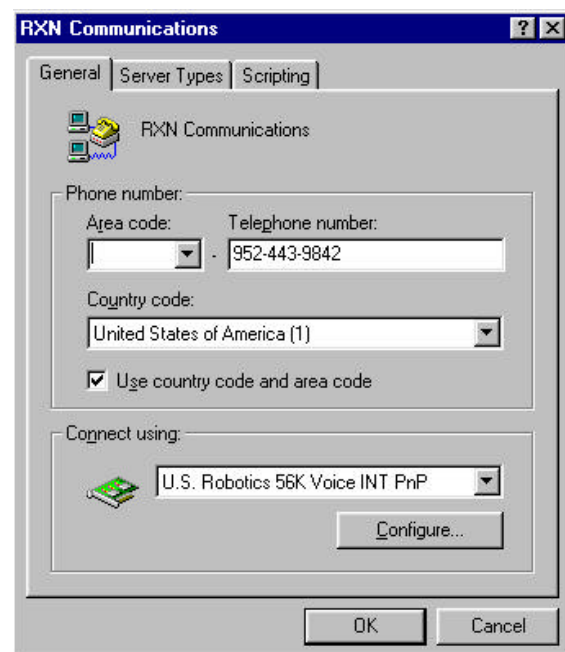 RXN Communications
General Server Types Scripting
RXN Communications
Phone number:
Area code: Telephone number:
- 952-443-9842
Country code:
United States of America (1)
Use country code and area code
Connect using:
U.S. Robotics 56K Voice INT PnP
Configure...
OK Cancel